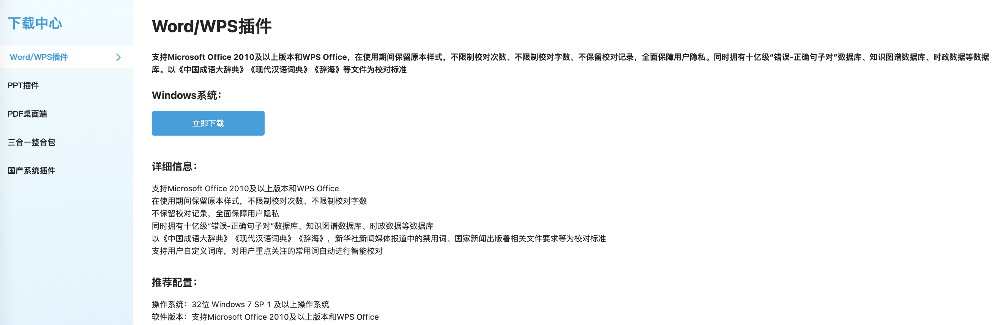 下载中心
Word/WPS插件
PPT插件
PDF桌面端
三合一整合包
国产系统插件
Word/WPS插件
支持Microsoft Office 2010及以上版本和WPS Office，在使用期间保留原本样式，不限制校对次数、不限制校对字数、不保留校对记录，全面保障用户隐私。同时拥有十亿级“错误-正确句子对”数据库、知识图谱数据库、时政数据等数据
库。以《中国成语大辞典》《现代汉语词典》《辞海》等文件为校对标准
Windows系统：
立即下载
详细信息：
支持Microsoft Office 2010及以上版本和WPS Office
在使用期间保留原本样式，不限制校对次数、不限制校对字数
不保留校对记录，全面保障用户隐私
同时拥有十亿级“错误-正确句子对”数据库、知识图谱数据库、时政数据等数据库
以《中国成语大辞典》《现代汉语词典》《辞海》，新华社新闻媒体报道中的禁用词、国家新闻出版署相关文件要求等为校对标准
支持用户自定义词库，对用户重点关注的常用词自动进行智能校对
推荐配置：
操作系统：32位 Windows 7 SP 1 及以上操作系统
软件版本：支持Microsoft Office 2010及以上版本和WPS Office